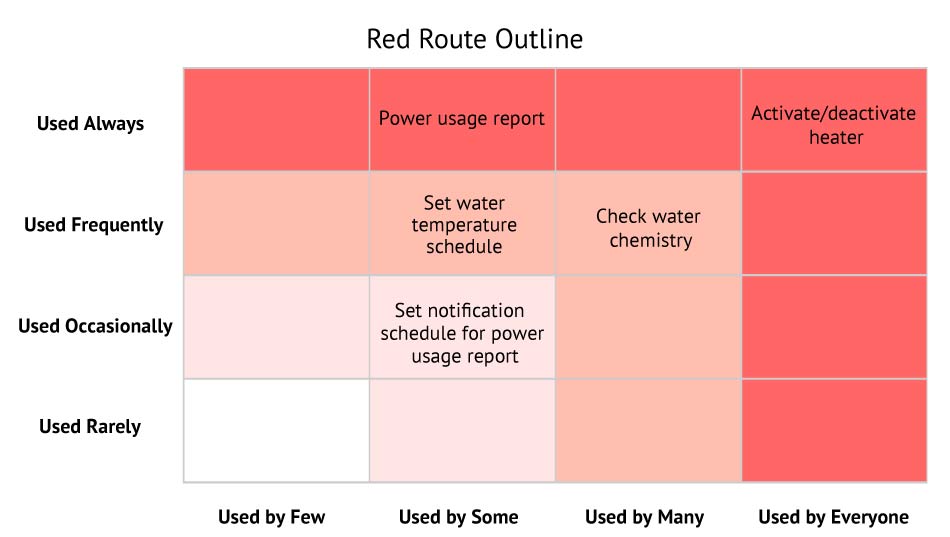 Red Route Outline
Used Always
Power usage report
Activate/deactivate
heater
Used Frequently
Set water
temperature
schedule
Check water
chemistry
Used Occasionally
Set notification
schedule for power
usage report
Used Rarely
Used by Few
Used by Some
Used by Many
Used by Everyone